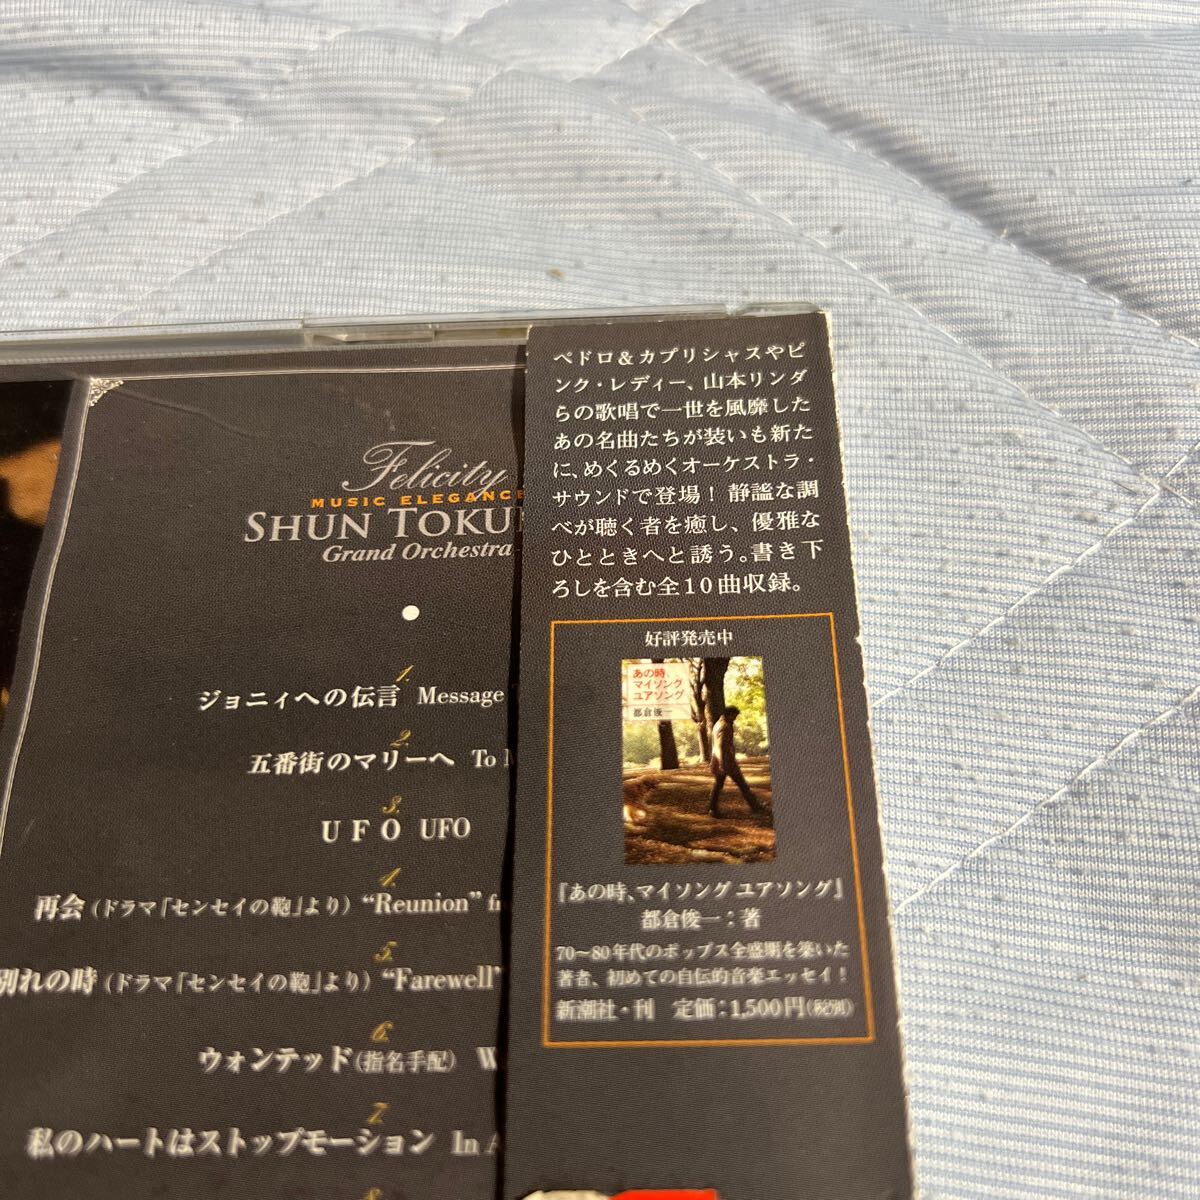 Felicity
MUSIC ELEGANCE
SHUN TOKU
Grand Orchestra
1.
ジョニィへの伝言 Message
2.
五番街のマリーへ To
3.
UFO UFO
4.
再会(ドラマ「センセイの鞄」より) “Reunion”
5.
別れの時(ドラマ「センセイの鞄」より) “Farewell”
6.
ウォンテッド(指名手配) W
7.
私のハートはストップモーション In
8.
ペドロ&カプリシャスやピ
ンク・レディー、山本リンダ
らの歌唱で一世を風靡した
あの名曲たちが装いも新た
に、めくるめくオーケストラ・
サウンドで登場! 静謐な調
べが聴く者を癒し、優雅な
ひとときへと誘う。書き下
ろしを含む全10曲収録。
好評発売中
あの時、
マイソング
ユアソング
都倉俊一
『あの時、マイソング ユアソング』
都倉俊一:著
70〜80年代のポップス全盛期を築いた
著者、初めての自伝的音楽エッセイ!
新潮社・刊 定価:1,500円(税別)